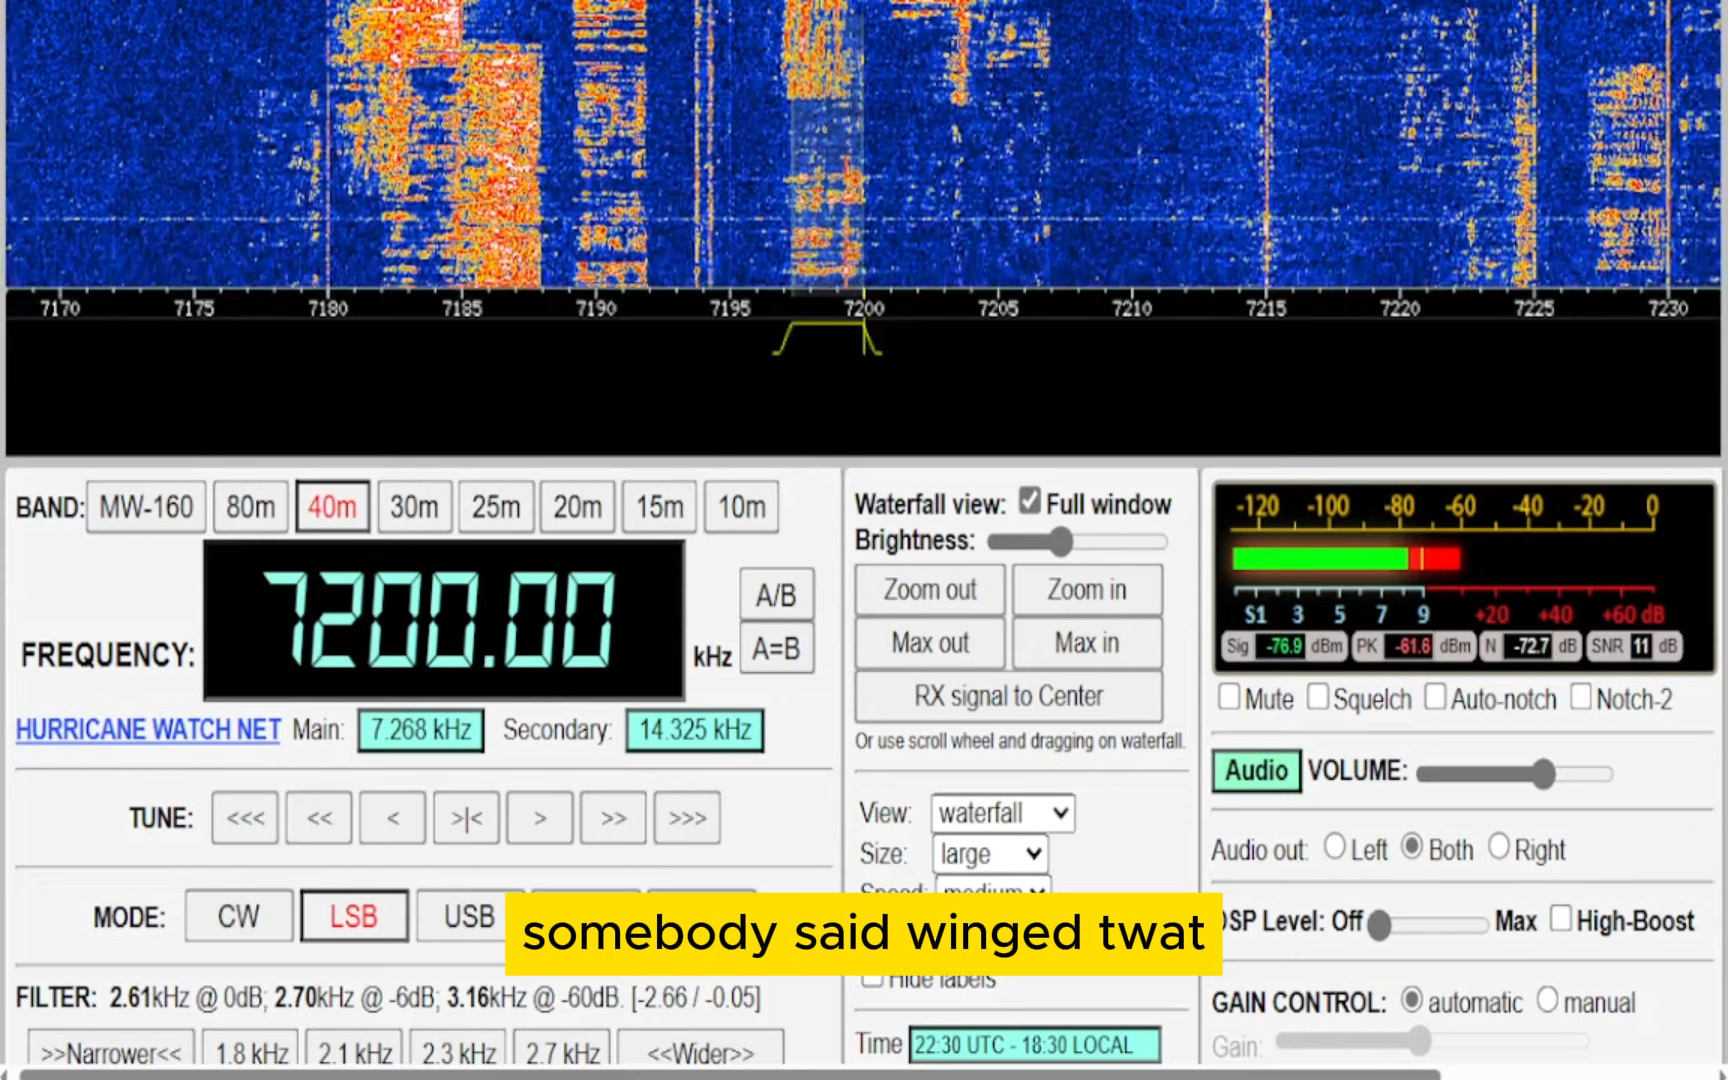 7170 7175 7180 7185 7190 7195 7200 7205 7210 7215 7220 7225 7230
BAND: MW-160 80m 40m 30m 25m 20m 15m 10m
7200.00
FREQUENCY: kHz
A/B
A=B
HURRICANE WATCH NET Main: 7.268 kHz Secondary: 14.325 kHz
TUNE: <<< << < >|< > >> >>>
MODE: CW LSB USB
FILTER: 2.61kHz @ 0dB; 2.70kHz @ -6dB; 3.16kHz @ -60dB. [-2.66 / -0.05]
>>Narrower<< 1.8 kHz 2.1 kHz 2.3 kHz 2.7 kHz <<Wider>>
Waterfall view: Full window
Brightness:
Zoom out Zoom in
Max out Max in
RX signal to Center
Or use scroll wheel and dragging on waterfall.
View: waterfall
Size: large
Speed: medium
somebody said winged twat
Hide labels
Time 22:30 UTC - 18:30 LOCAL
-120 -100 -80 -60 -40 -20 0
S1 3 5 7 9 +20 +40 +60 dB
Sig -76.9 dBm PK -61.6 dBm N -72.7 dB SNR 11 dB
Mute Squelch Auto-notch Notch-2
Audio VOLUME:
Audio out: Left Both Right
DSP Level: Off Max High-Boost
GAIN CONTROL: automatic manual
Gain: